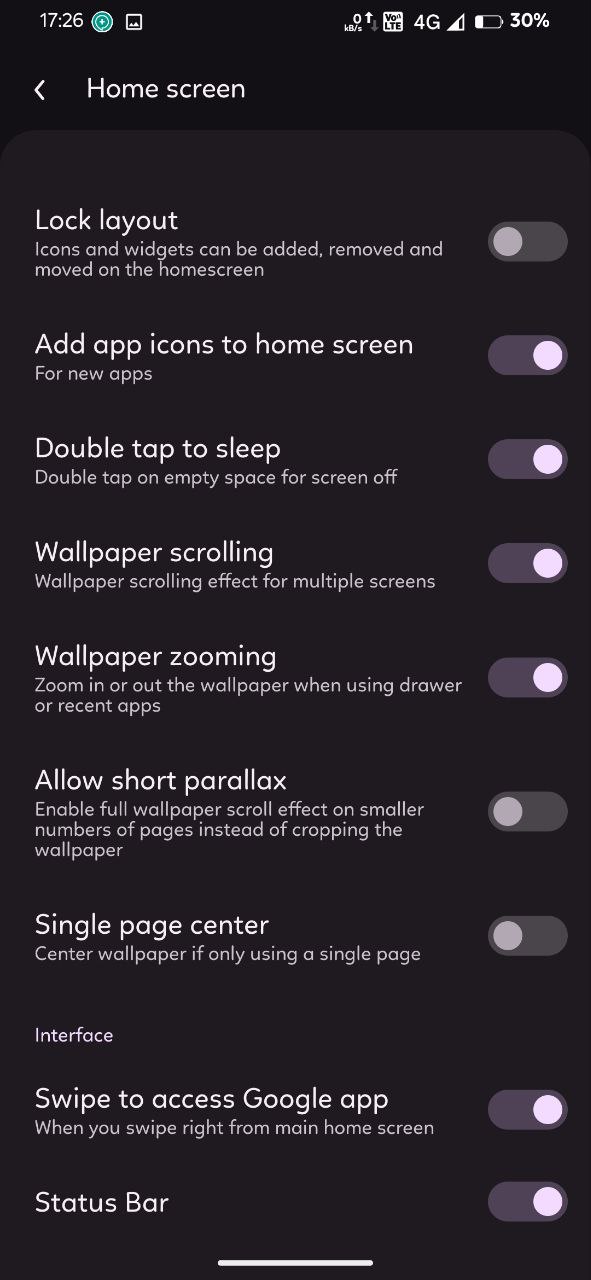 17:26 0 kB/s Vo)) LTE 4G 30%
Home screen
Lock layout
Icons and widgets can be added, removed and
moved on the homescreen
Add app icons to home screen
For new apps
Double tap to sleep
Double tap on empty space for screen off
Wallpaper scrolling
Wallpaper scrolling effect for multiple screens
Wallpaper zooming
Zoom in or out the wallpaper when using drawer
or recent apps
Allow short parallax
Enable full wallpaper scroll effect on smaller
numbers of pages instead of cropping the
wallpaper
Single page center
Center wallpaper if only using a single page
Interface
Swipe to access Google app
When you swipe right from main home screen
Status Bar